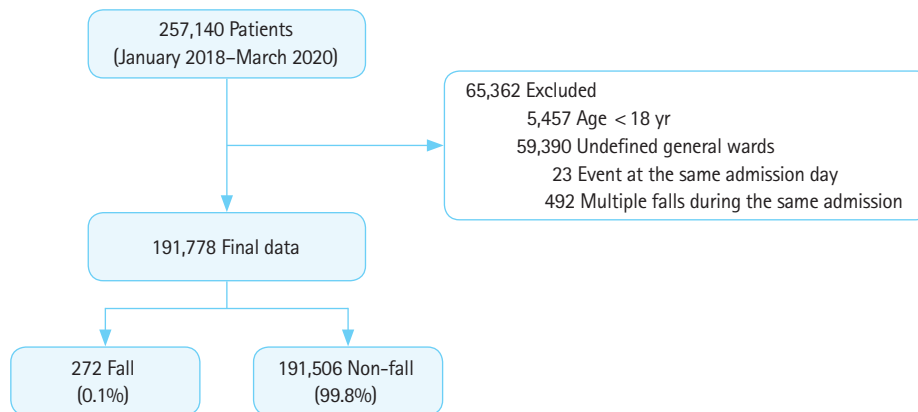 257,140 Patients
(January 2018–March 2020)
65,362 Excluded
5,457 Age < 18 yr
59,390 Undefined general wards
23 Event at the same admission day
492 Multiple falls during the same admission
191,778 Final data
272 Fall
(0.1%)
191,506 Non-fall
(99.8%)